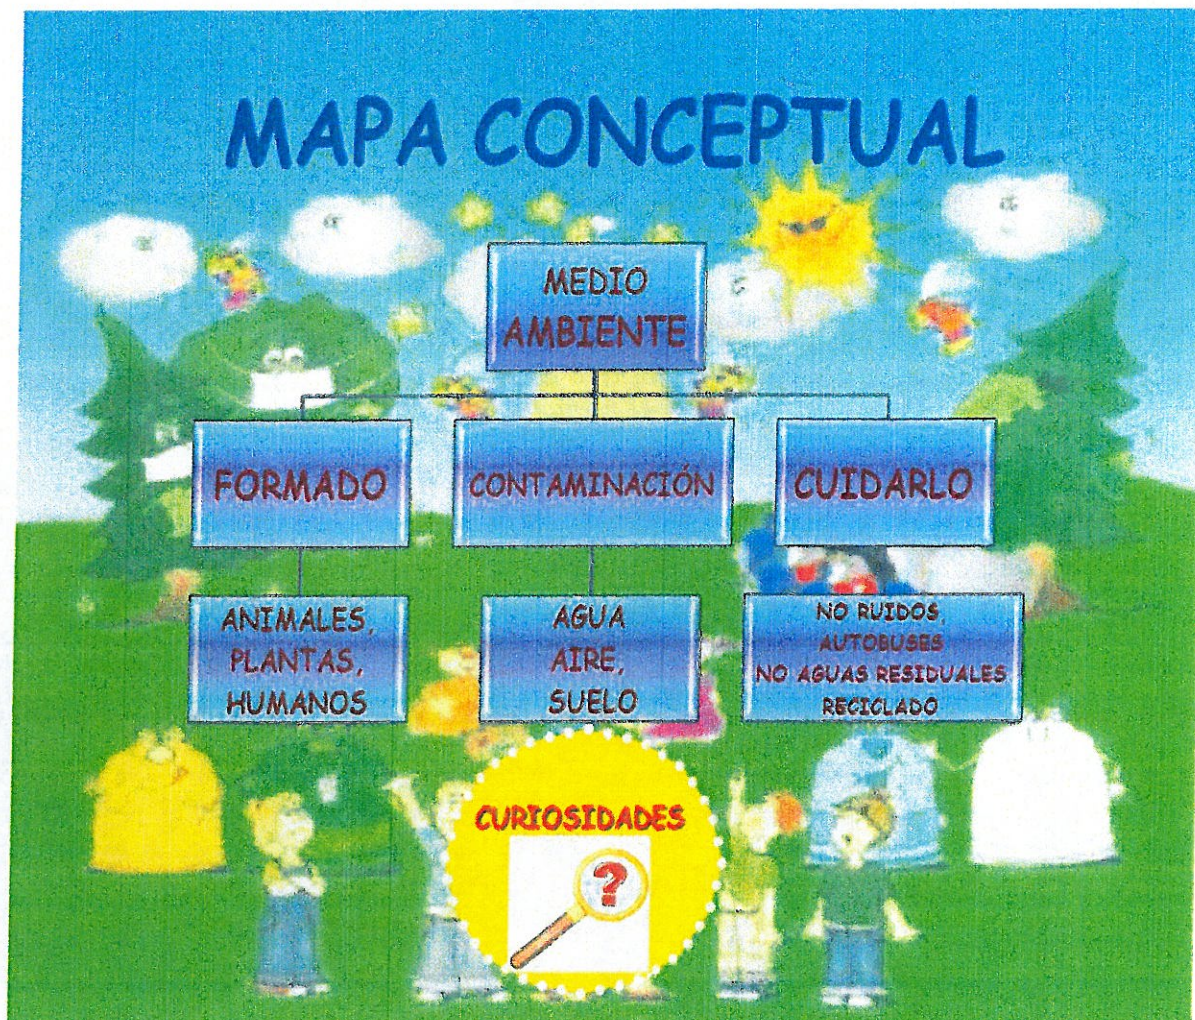 MAPA CONCEPTUAL
MEDIO
AMBIENTE
FORMADO
CONTAMINACIÓN
CUIDARLO
ANIMALES,
PLANTAS,
HUMANOS
AGUA
AIRE,
SUELO
NO RUIDOS,
AUTOBUSES
NO AGUAS RESIDUALES
RECICLADO
CURIOSIDADES
?